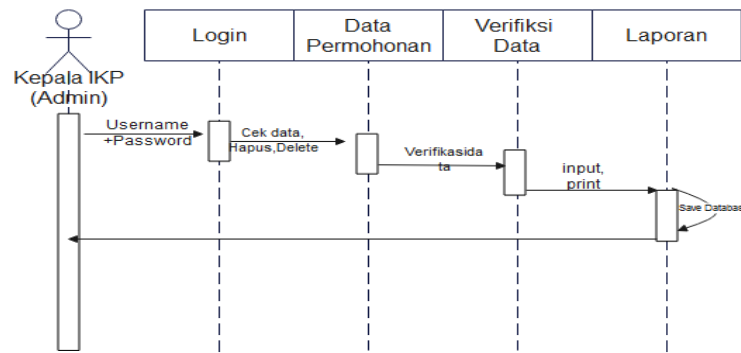 Login
Data
Permohonan
Verifiksi
Data
Laporan
Kepala IKP
(Admin)
Username
+Password
Cek data,
Hapus,Delete
Verifikasida
ta
input,
print
Save Databas